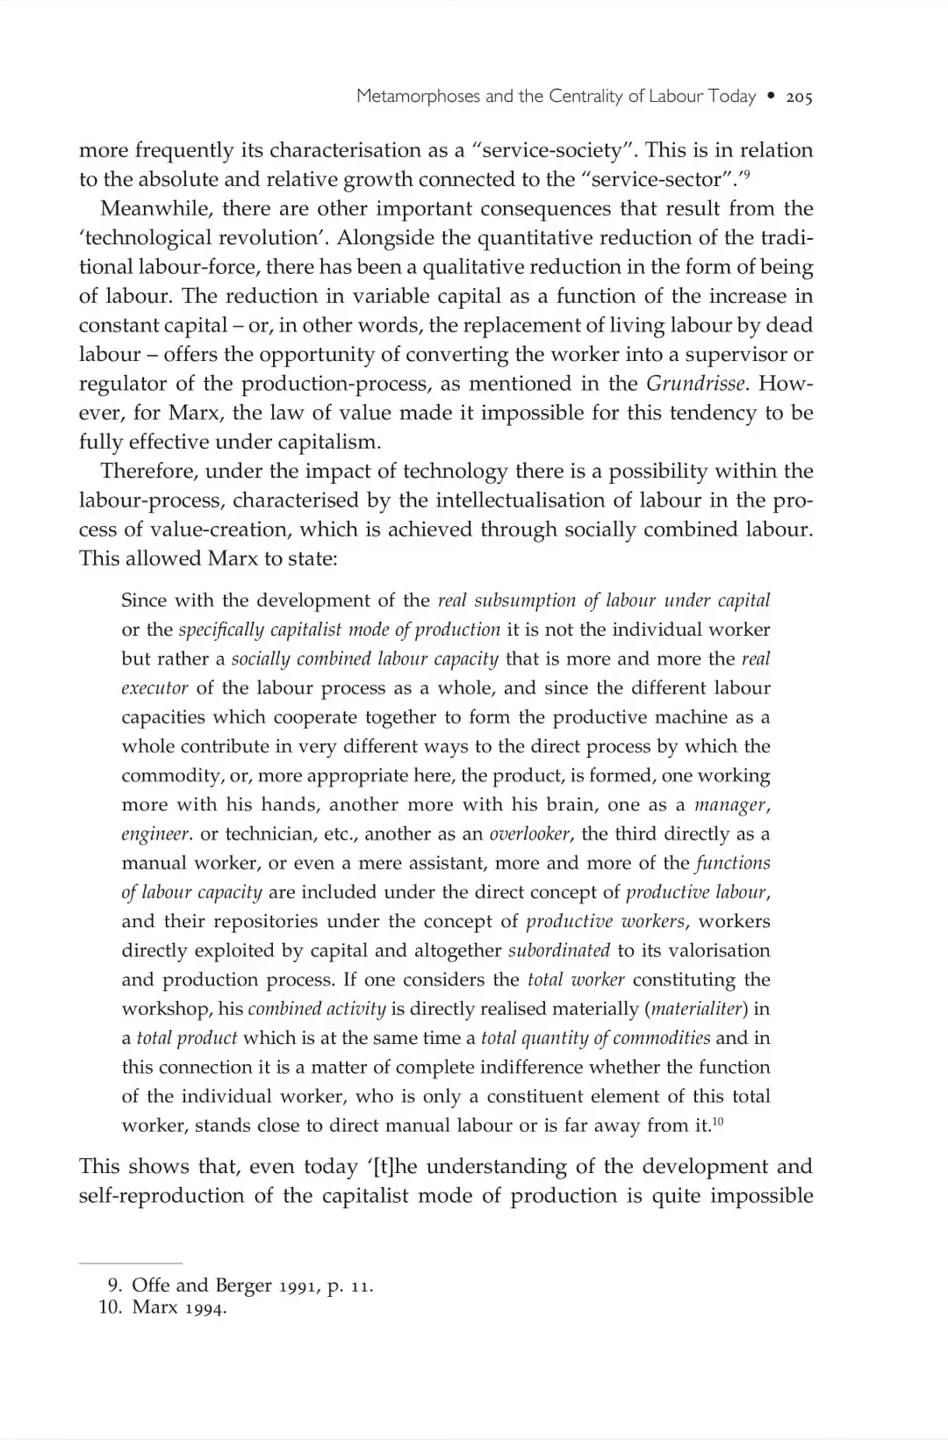 Metamorphoses and the Centrality of Labour Today • 205
more frequently its characterisation as a “service-society”. This is in relation
to the absolute and relative growth connected to the “service-sector”.’9
Meanwhile, there are other important consequences that result from the
‘technological revolution’. Alongside the quantitative reduction of the tradi-
tional labour-force, there has been a qualitative reduction in the form of being
of labour. The reduction in variable capital as a function of the increase in
constant capital – or, in other words, the replacement of living labour by dead
labour – offers the opportunity of converting the worker into a supervisor or
regulator of the production-process, as mentioned in the Grundrisse. How-
ever, for Marx, the law of value made it impossible for this tendency to be
fully effective under capitalism.
Therefore, under the impact of technology there is a possibility within the
labour-process, characterised by the intellectualisation of labour in the pro-
cess of value-creation, which is achieved through socially combined labour.
This allowed Marx to state:
Since with the development of the real subsumption of labour under capital
or the specifically capitalist mode of production it is not the individual worker
but rather a socially combined labour capacity that is more and more the real
executor of the labour process as a whole, and since the different labour
capacities which cooperate together to form the productive machine as a
whole contribute in very different ways to the direct process by which the
commodity, or, more appropriate here, the product, is formed, one working
more with his hands, another more with his brain, one as a manager,
engineer. or technician, etc., another as an overlooker, the third directly as a
manual worker, or even a mere assistant, more and more of the functions
of labour capacity are included under the direct concept of productive labour,
and their repositories under the concept of productive workers, workers
directly exploited by capital and altogether subordinated to its valorisation
and production process. If one considers the total worker constituting the
workshop, his combined activity is directly realised materially (materialiter) in
a total product which is at the same time a total quantity of commodities and in
this connection it is a matter of complete indifference whether the function
of the individual worker, who is only a constituent element of this total
worker, stands close to direct manual labour or is far away from it.10
This shows that, even today ‘[t]he understanding of the development and
self-reproduction of the capitalist mode of production is quite impossible
9. Offe and Berger 1991, p. 11.
10. Marx 1994.